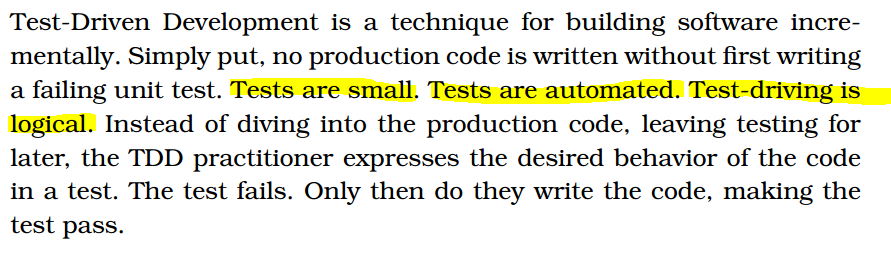 Test-Driven Development is a technique for building software incre-
mentally. Simply put, no production code is written without first writing
a failing unit test. Tests are small. Tests are automated. Test-driving is
logical. Instead of diving into the production code, leaving testing for
later, the TDD practitioner expresses the desired behavior of the code
in a test. The test fails. Only then do they write the code, making the
test pass.